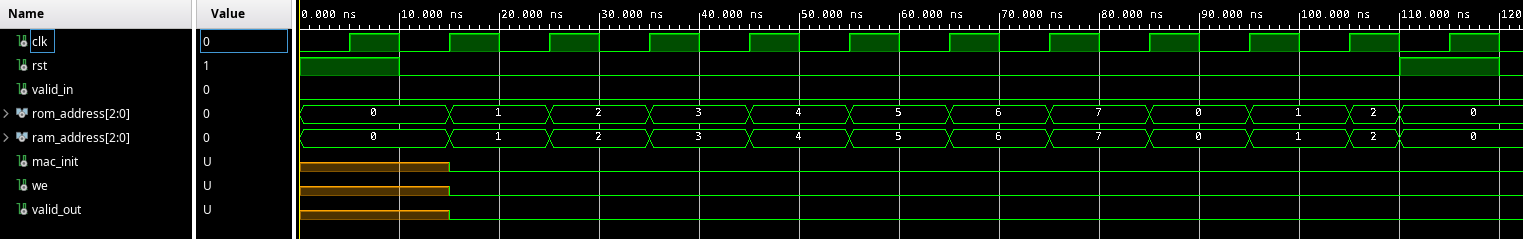 Name Value 0.000 ns 10.000 ns 20.000 ns 30.000 ns 40.000 ns 50.000 ns 60.000 ns 70.000 ns 80.000 ns 90.000 ns 100.000 ns 110.000 ns 120
clk 0
rst 1
valid_in 0
rom_address[2:0] 0 0 1 2 3 4 5 6 7 0 1 2 0
ram_address[2:0] 0 0 1 2 3 4 5 6 7 0 1 2 0
mac_init U
we U
valid_out U